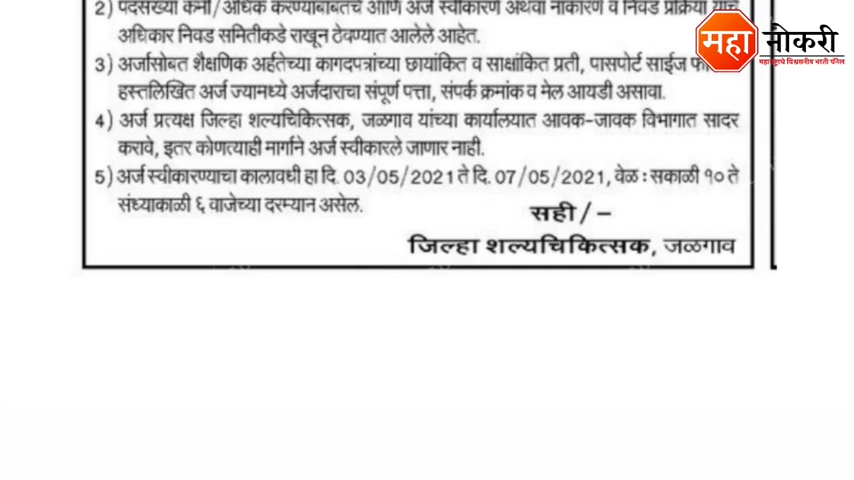 2) पदसंख्या कमी/अधिक करण्याबाबतचे आणि अर्ज स्वीकारणे अथवा नाकारणे व निवड प्रक्रिया याचे
अधिकार निवड समितीकडे राखून ठेवण्यात आलेले आहेत.
3) अर्जासोबत शैक्षणिक अर्हतेच्या कागदपत्रांच्या छायांकित व साक्षांकित प्रती, पासपोर्ट साईज
हस्तलिखित अर्ज ज्यामध्ये अर्जदाराचा संपूर्ण पत्ता, संपर्क क्रमांक व मेल आयडी असावा.
4) अर्ज प्रत्यक्ष जिल्हा शल्यचिकित्सक, जळगाव यांच्या कार्यालयात आवक-जावक विभागात सादर
करावे, इतर कोणत्याही मार्गाने अर्ज स्वीकारले जाणार नाही.
5) अर्ज स्वीकारण्याचा कालावधी हा दि. 03/05/2021 ते दि. 07/05/2021, वेळ : सकाळी १० ते
संध्याकाळी ६ वाजेच्या दरम्यान असेल.
सही/-
जिल्हा शल्यचिकित्सक, जळगाव
महा नौकरी
महाराष्ट्राचे विश्वसनीय भरती चॅनेल